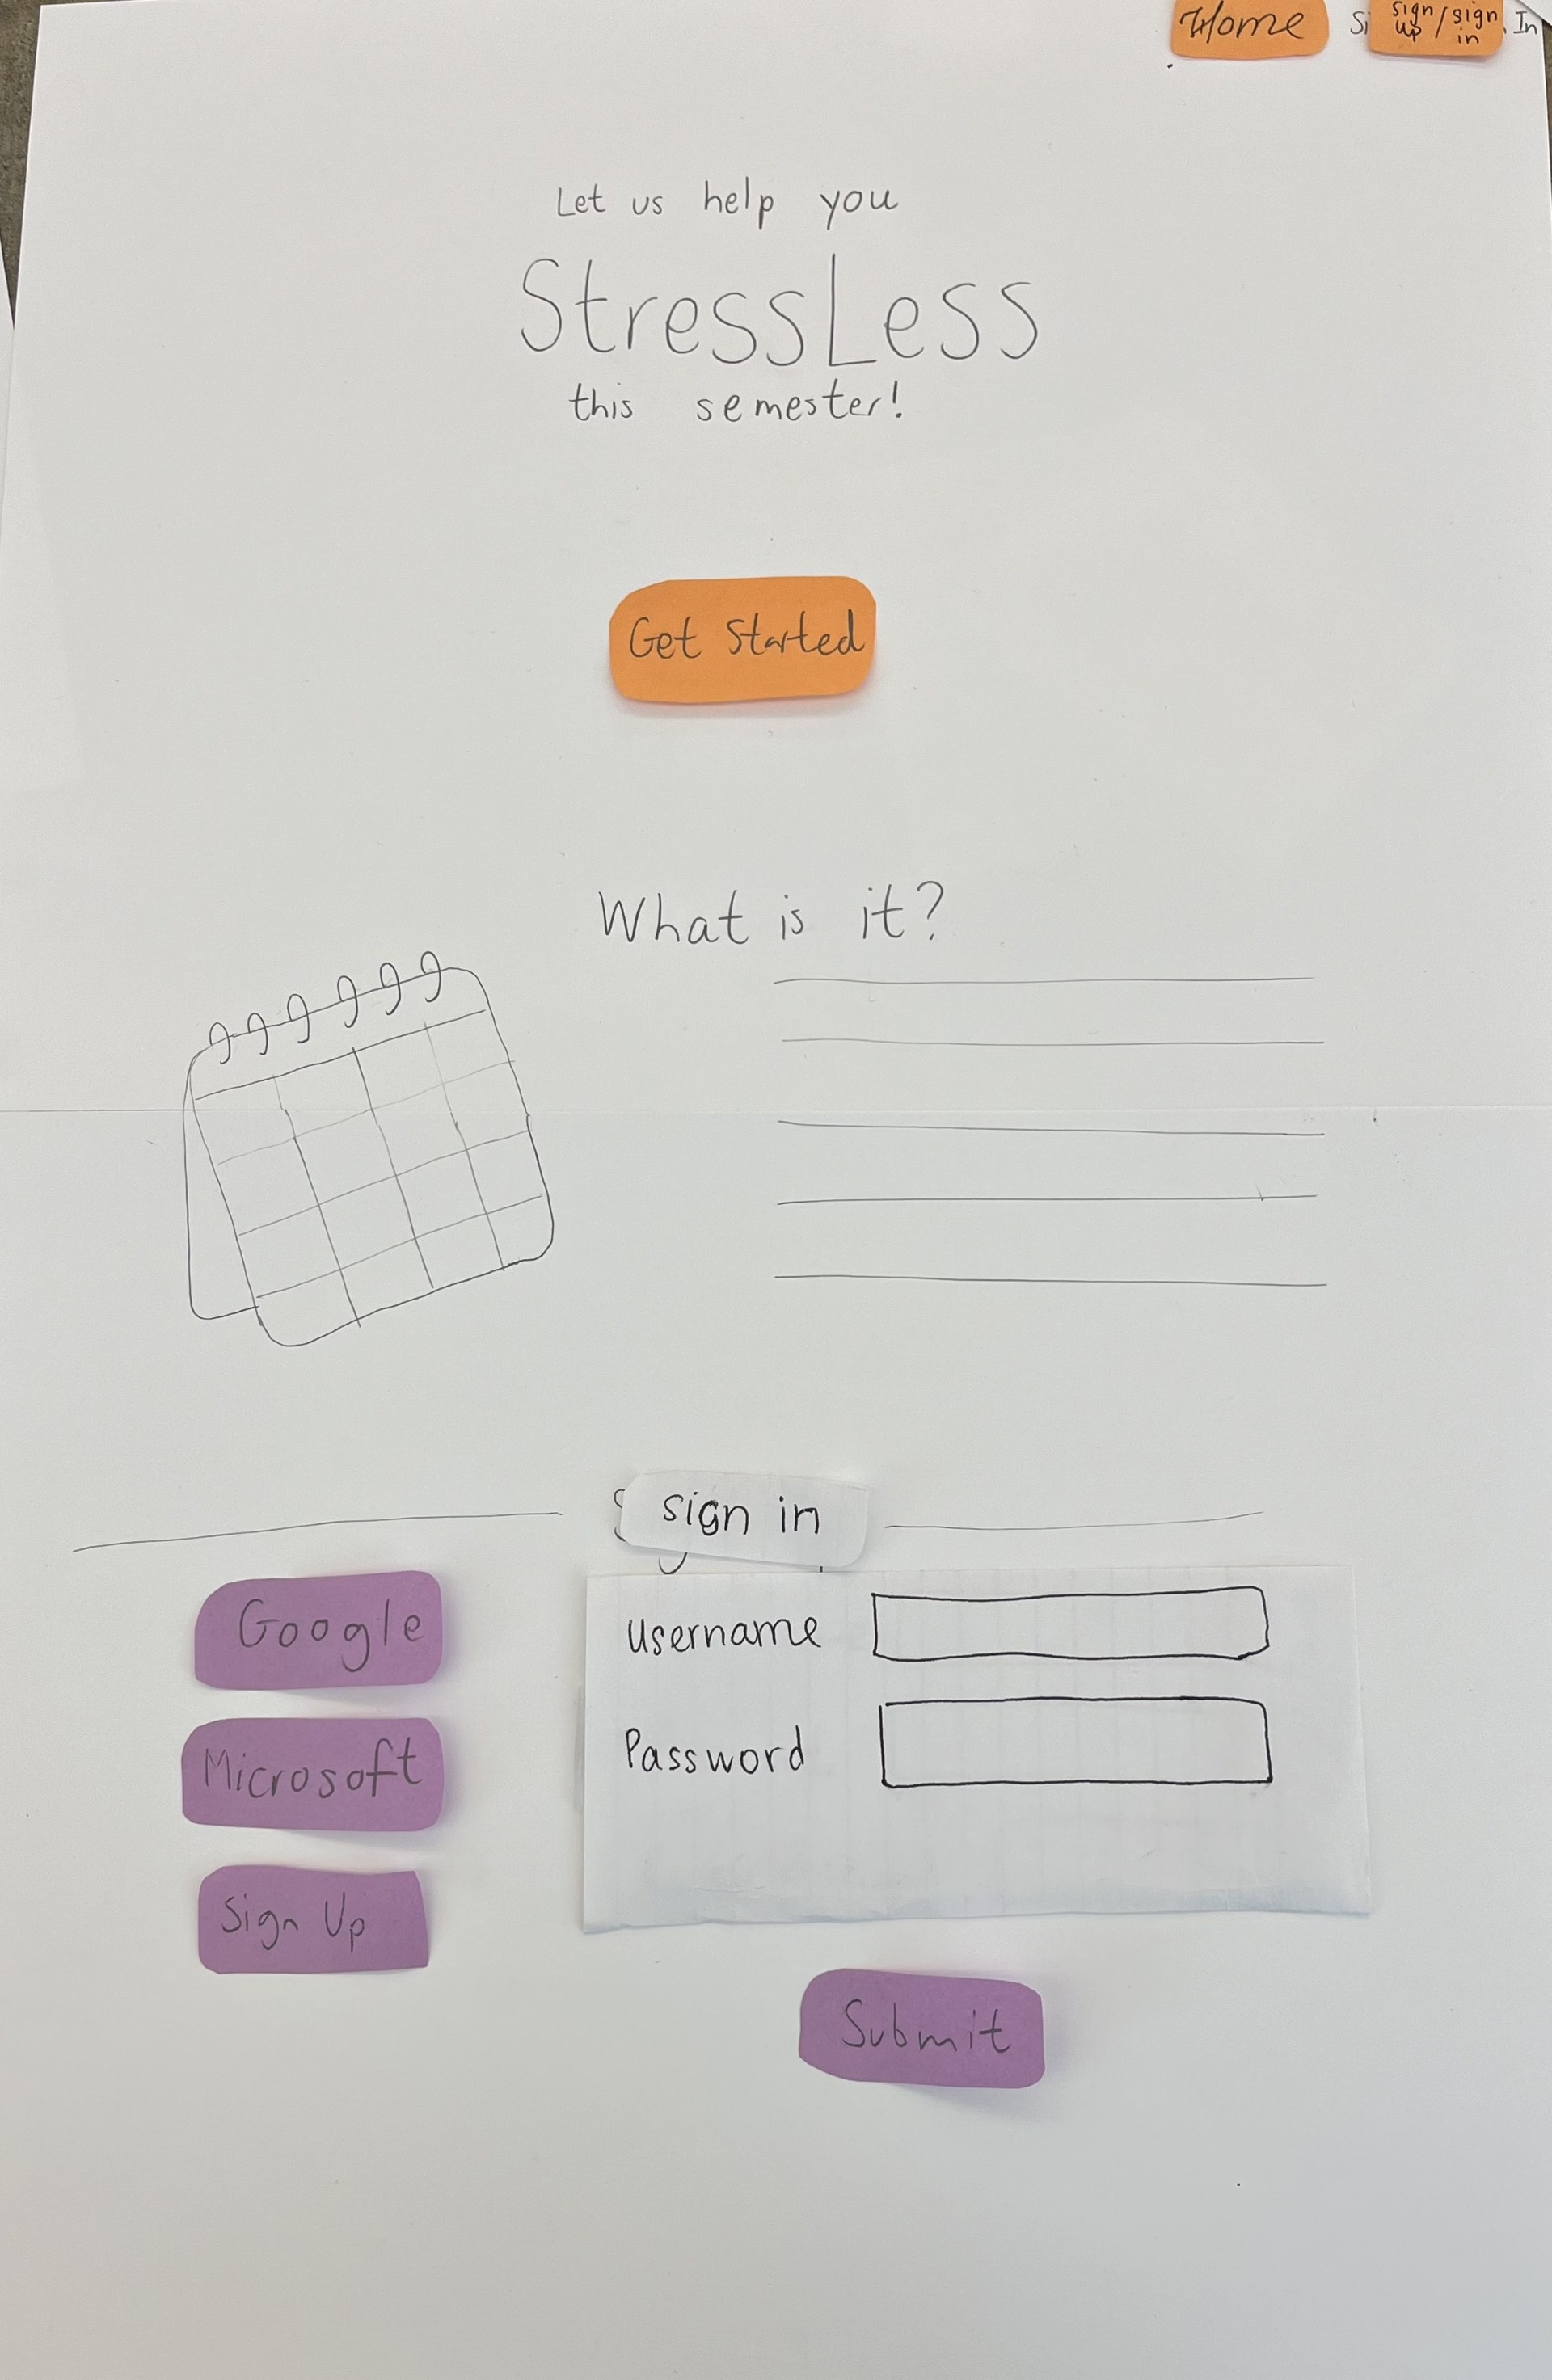 Home
sign up / sign in
In
Let us help you
StressLess
this semester!
Get Started
What is it?
sign in
Google
username
Microsoft
Password
Sign Up
Submit